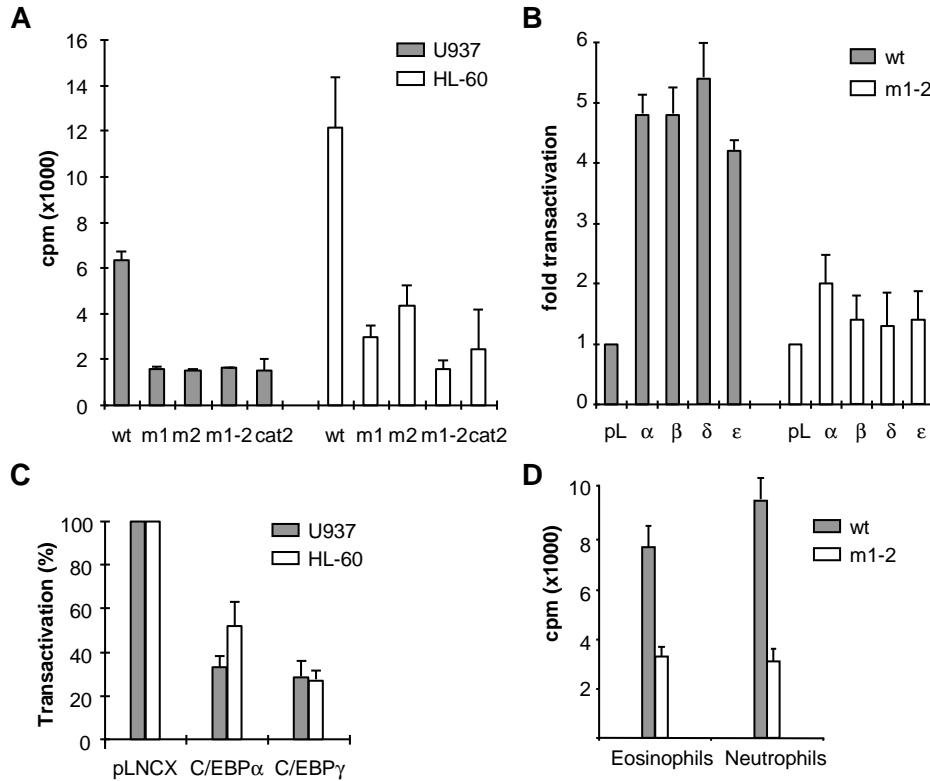 A
U937
HL-60
16
14
12
10
8
6
4
2
0
cpm (x1000)
wt m1 m2 m1-2 cat2 wt m1 m2 m1-2 cat2
B
wt
m1-2
6
5
4
3
2
1
0
fold transactivation
pL α β δ ε pL α β δ ε
C
U937
HL-60
100
80
60
40
20
0
Transactivation (%)
pLNCX C/EBPα C/EBPγ
D
wt
m1-2
10
8
6
4
2
cpm (x1000)
Eosinophils Neutrophils